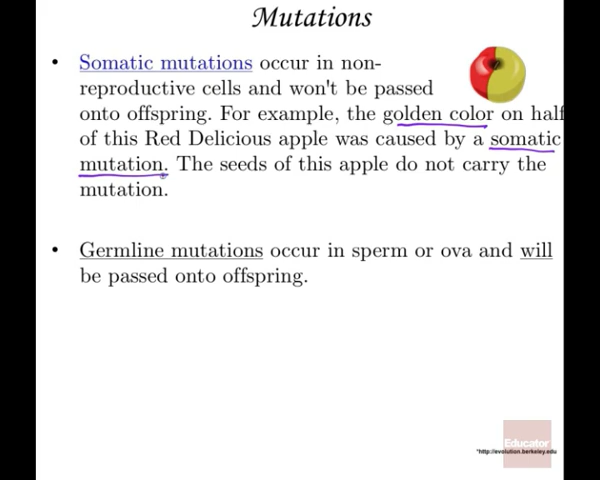 Mutations
• Somatic mutations occur in non-
reproductive cells and won't be passed
onto offspring. For example, the golden color on half
of this Red Delicious apple was caused by a somatic
mutation. The seeds of this apple do not carry the
mutation.
• Germline mutations occur in sperm or ova and will
be passed onto offspring.
Educator
*http://evolution.berkeley.edu